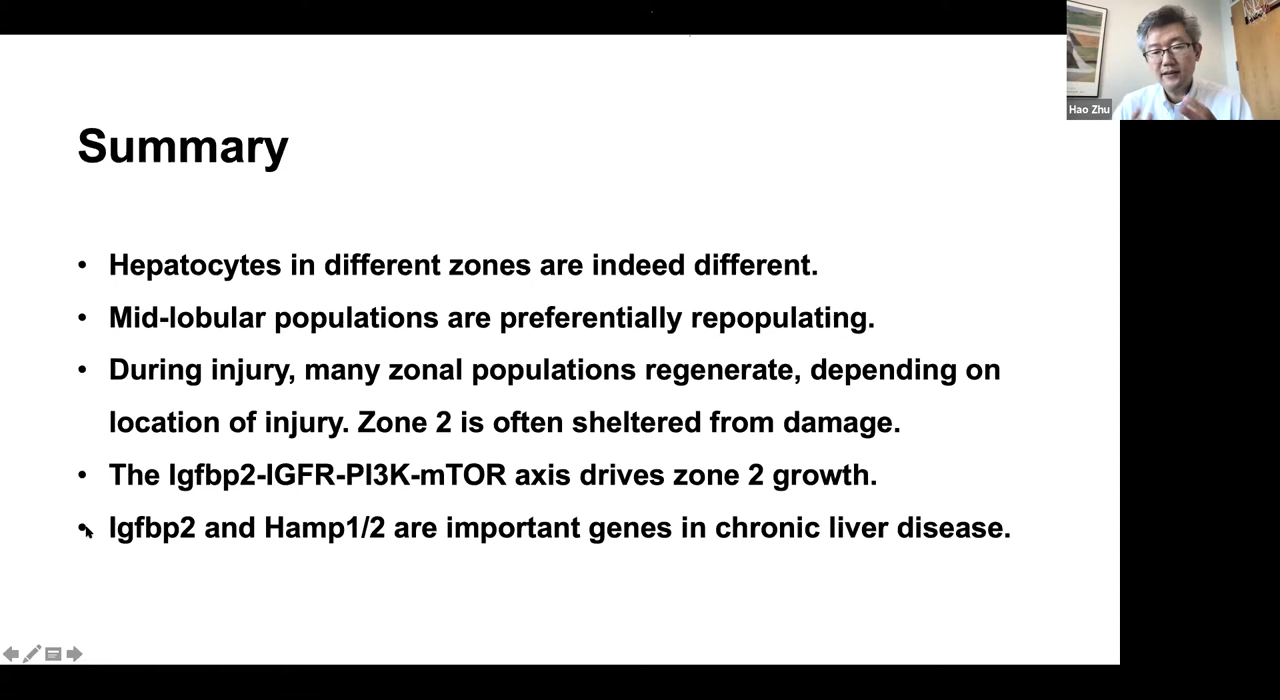 Hao Zhu
Summary
• Hepatocytes in different zones are indeed different.
• Mid-lobular populations are preferentially repopulating.
• During injury, many zonal populations regenerate, depending on
location of injury. Zone 2 is often sheltered from damage.
• The Igfbp2-IGFR-PI3K-mTOR axis drives zone 2 growth.
• Igfbp2 and Hamp1/2 are important genes in chronic liver disease.